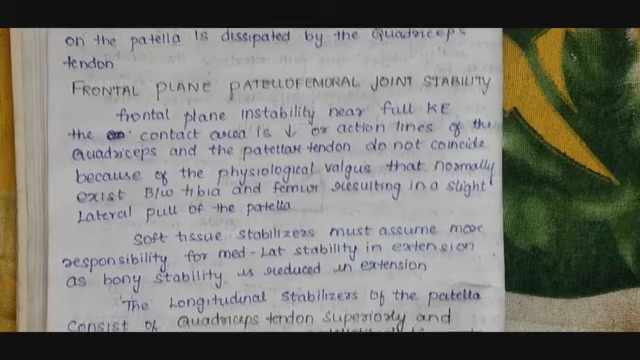 on the patella is dissipated by the Quadriceps
tendon
FRONTAL PLANE PATELLOFEMORAL JOINT STABILITY
frontal plane instability near full KE
the contact area is ↓ or action lines of the
Quadriceps and the patellar tendon do not coincide
because of the physiological valgus that normally
exist B/w tibia and femur resulting in a slight
Lateral pull of the patella
Soft tissue stabilizers must assume more
responsibility for med-Lat stability in extension
as bony stability is reduced in extension
The Longitudinal stabilizers of the patella
consist of Quadriceps tendon superiorly and